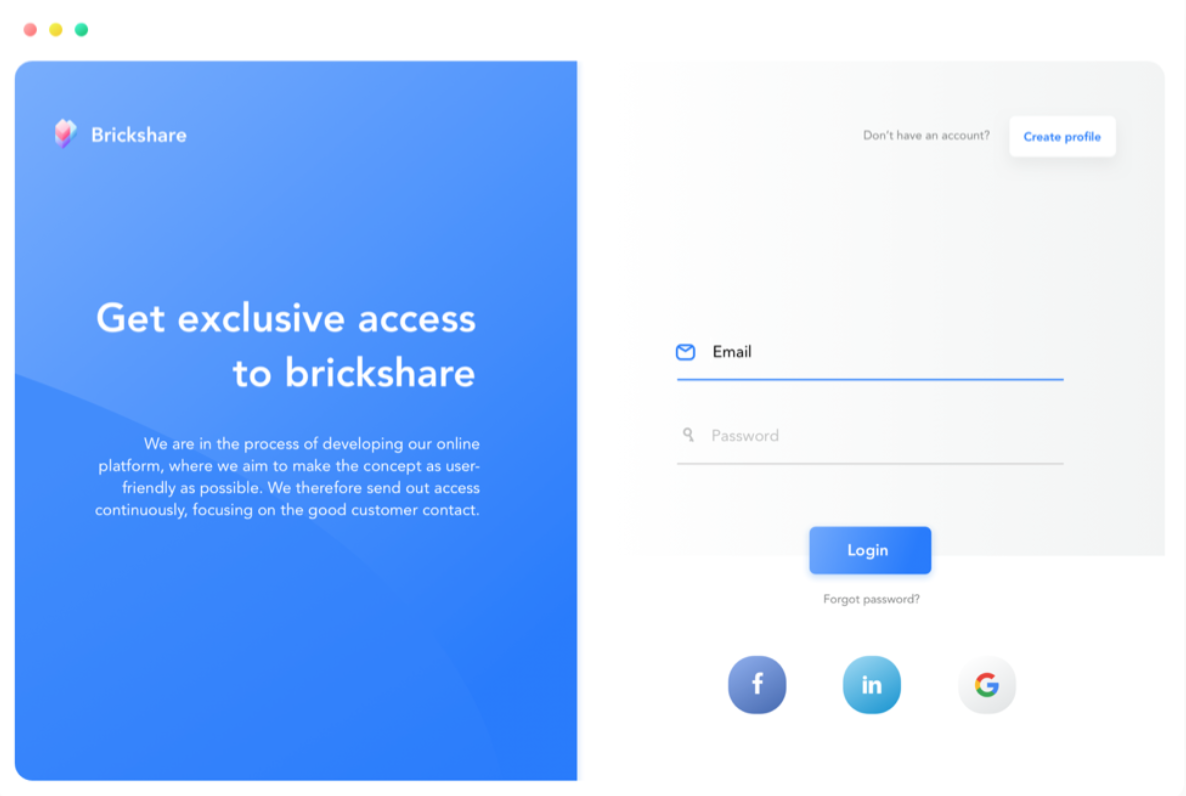 Brickshare
Get exclusive access
to brickshare
We are in the process of developing our online
platform, where we aim to make the concept as user-
friendly as possible. We therefore send out access
continuously, focusing on the good customer contact.
Don't have an account?
Create profile
Email
Password
Login
Forgot password?
f
in
G